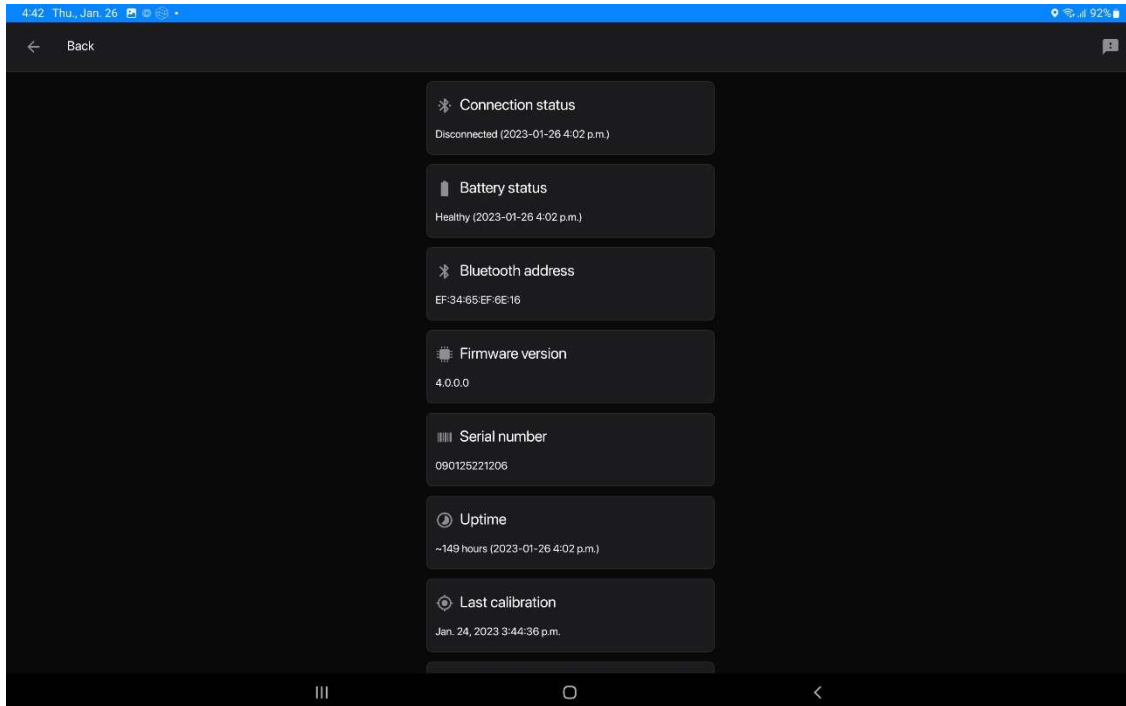 4:42 Thu., Jan. 26 92%
Back
Connection status
Disconnected (2023-01-26 4:02 p.m.)
Battery status
Healthy (2023-01-26 4:02 p.m.)
Bluetooth address
EF:34:65:EF:6E:16
Firmware version
4.0.0.0
Serial number
090125221206
Uptime
~149 hours (2023-01-26 4:02 p.m.)
Last calibration
Jan. 24, 2023 3:44:36 p.m.